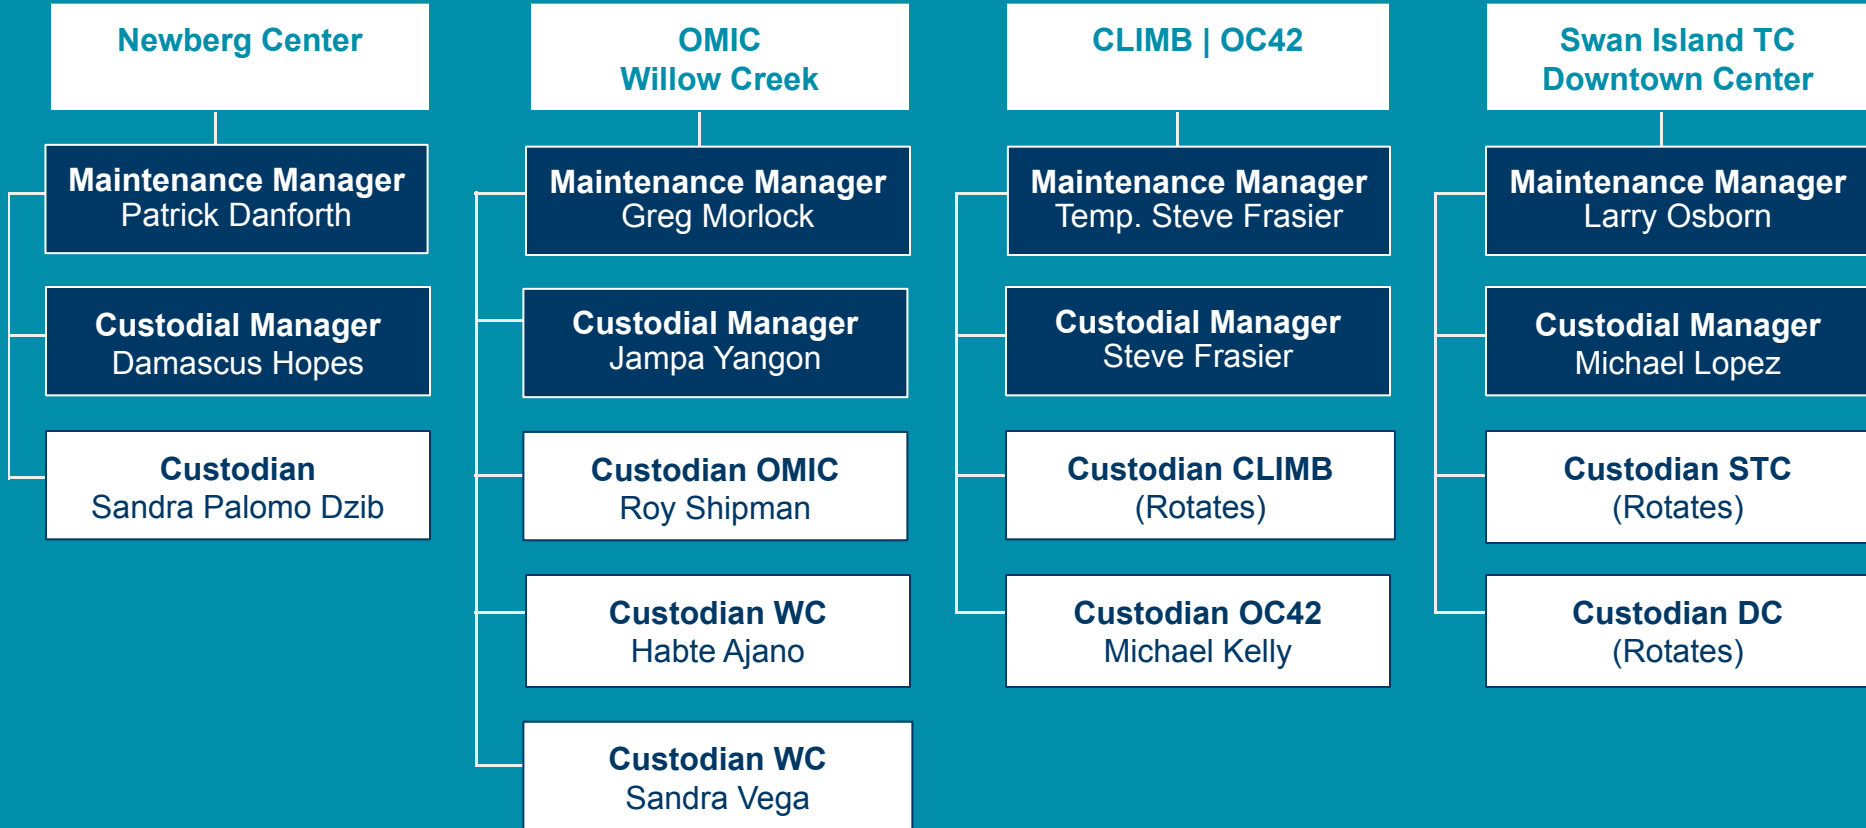 Newberg Center
Maintenance Manager
Patrick Danforth
Custodial Manager
Damascus Hopes
Custodian
Sandra Palomo Dzib
OMIC
Willow Creek
Maintenance Manager
Greg Morlock
Custodial Manager
Jampa Yangon
Custodian OMIC
Roy Shipman
Custodian WC
Habte Ajano
Custodian WC
Sandra Vega
CLIMB | OC42
Maintenance Manager
Temp. Steve Frasier
Custodial Manager
Steve Frasier
Custodian CLIMB
(Rotates)
Custodian OC42
Michael Kelly
Swan Island TC
Downtown Center
Maintenance Manager
Larry Osborn
Custodial Manager
Michael Lopez
Custodian STC
(Rotates)
Custodian DC
(Rotates)